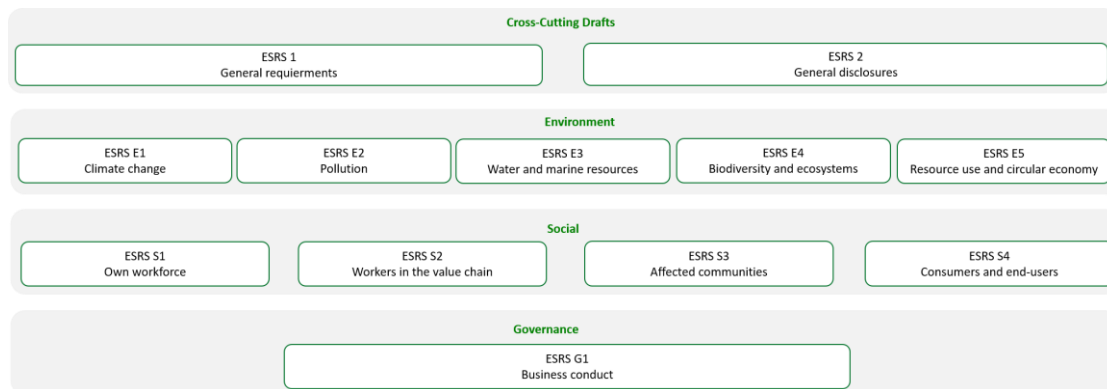 Cross-Cutting Drafts
ESRS 1
General requierments
ESRS 2
General disclosures
Environment
ESRS E1
Climate change
ESRS E2
Pollution
ESRS E3
Water and marine resources
ESRS E4
Biodiversity and ecosystems
ESRS E5
Resource use and circular economy
Social
ESRS S1
Own workforce
ESRS S2
Workers in the value chain
ESRS S3
Affected communities
ESRS S4
Consumers and end-users
Governance
ESRS G1
Business conduct